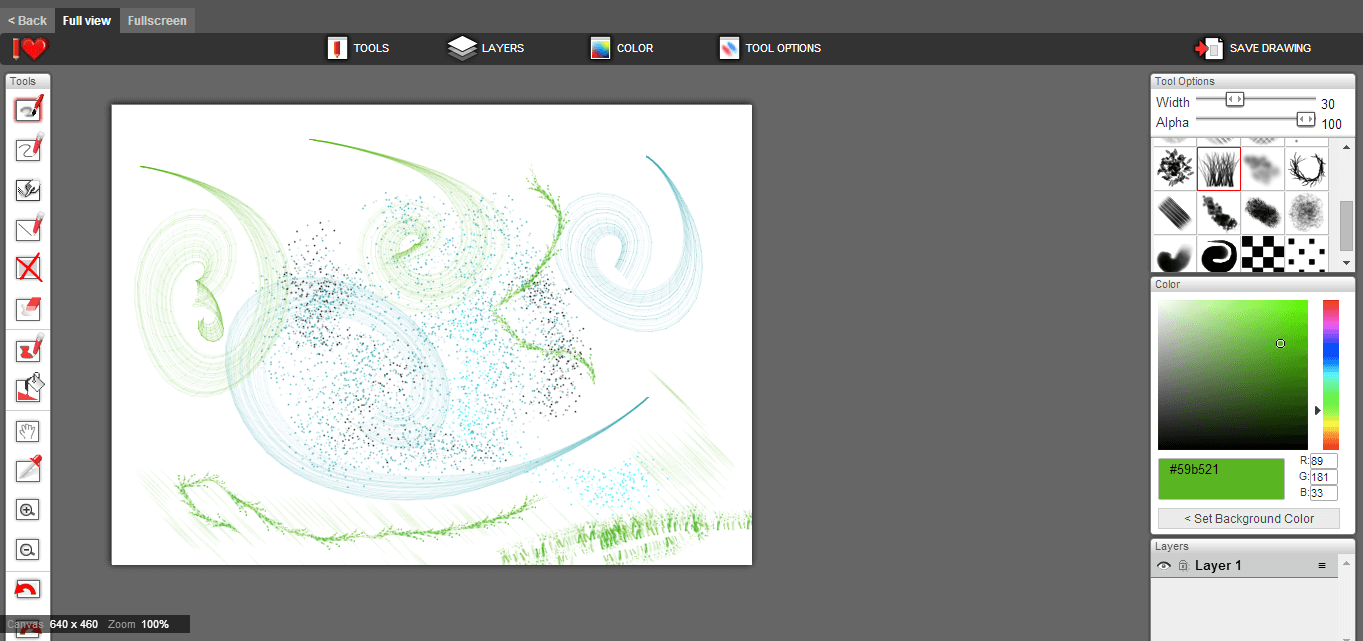 < Back Full view Fullscreen
TOOLS LAYERS COLOR TOOL OPTIONS SAVE DRAWING
Tools
Tool Options
Width 30
Alpha 100
Color
#59b521
R: 89
G: 181
B: 33
< Set Background Color
Layers
Layer 1
Canvas 640 x 460 Zoom 100%